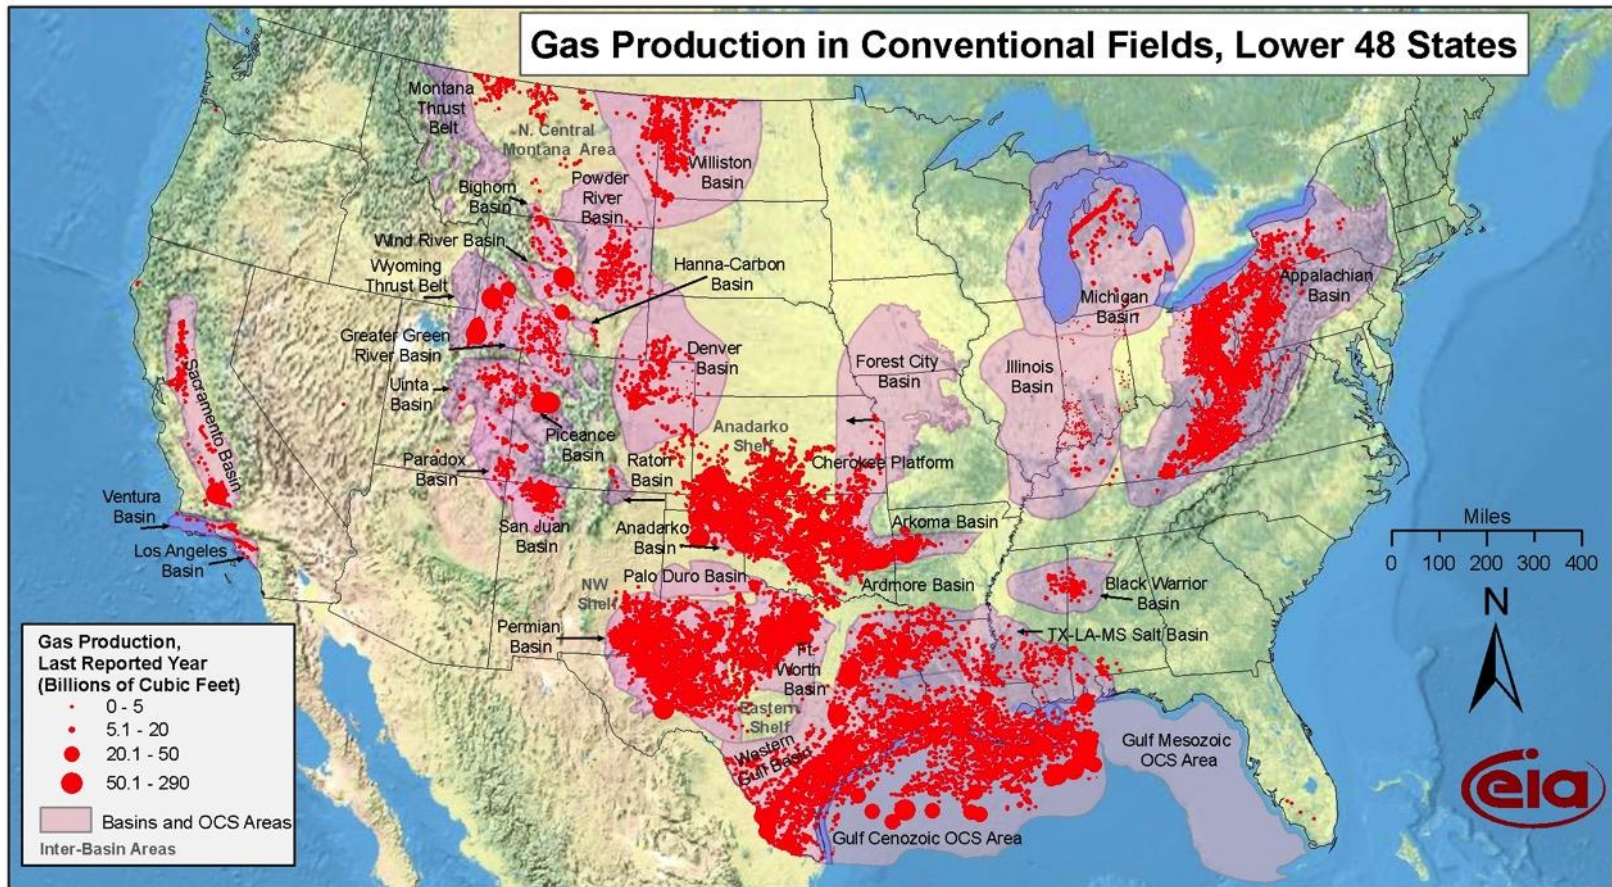 Gas Production in Conventional Fields, Lower 48 States
Montana
Thrust
Belt
N. Central
Montana Area
Williston
Basin
Bighorn
Basin
Powder
River
Basin
Wind River Basin
Wyoming
Thrust Belt
Hanna-Carbon
Basin
Greater Green
River Basin
Denver
Basin
Forest City
Basin
Illinois
Basin
Michigan
Basin
Appalachian
Basin
Uinta
Basin
Sacramento Basin
Piceance
Basin
Anadarko
Shelf
Cherokee Platform
Paradox
Basin
Raton
Basin
Ventura
Basin
San Juan
Basin
Anadarko
Basin
Arkoma Basin
Los Angeles
Basin
Palo Duro Basin
Ardmore Basin
Black Warrior
Basin
NW
Shelf
Permian
Basin
TX-LA-MS Salt Basin
Ft.
Worth
Basin
Eastern
Shelf
Western
Gulf Basin
Gulf Mesozoic
OCS Area
Gulf Cenozoic OCS Area
Miles
0 100 200 300 400
N
eia
Gas Production,
Last Reported Year
(Billions of Cubic Feet)
0 - 5
5.1 - 20
20.1 - 50
50.1 - 290
Basins and OCS Areas
Inter-Basin Areas